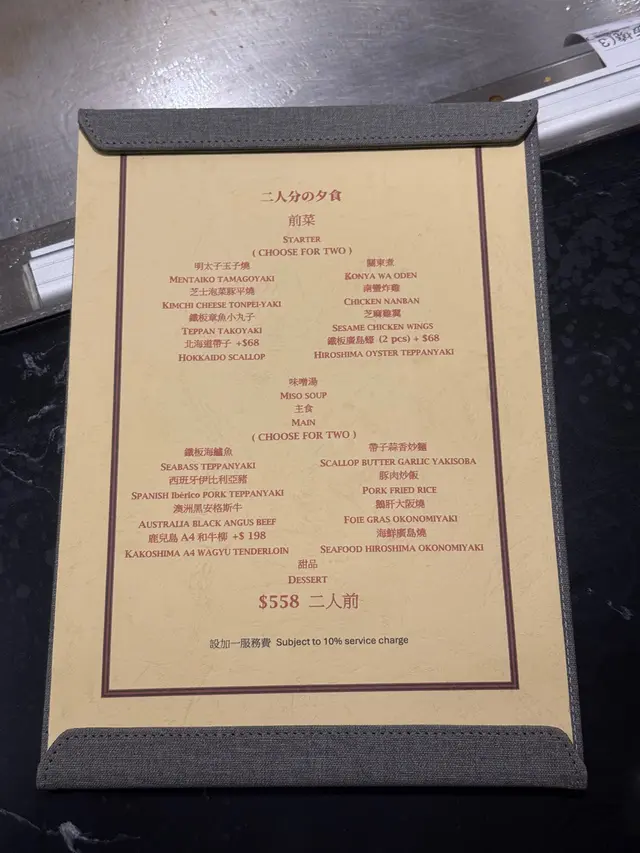 二人分の夕食
前菜
STARTER
( CHOOSE FOR TWO )
明太子玉子燒
MENTAIKO TAMAGOYAKI
芝士泡菜豚平燒
KIMCHI CHEESE TONPEI-YAKI
鐵板章魚小丸子
TEPPAN TAKOYAKI
北海道帶子 +$68
HOKKAIDO SCALLOP
關東煮
KONYA WA ODEN
南蠻炸雞
CHICKEN NANBAN
芝麻雞翼
SESAME CHICKEN WINGS
鐵板廣島蠔 (2 pcs) + $68
HIROSHIMA OYSTER TEPPANYAKI
味噌湯
MISO SOUP
主食
MAIN
( CHOOSE FOR TWO )
鐵板海鱸魚
SEABASS TEPPANYAKI
西班牙伊比利亞豬
SPANISH Ibérico PORK TEPPANYAKI
澳洲黑安格斯牛
AUSTRALIA BLACK ANGUS BEEF
鹿兒島 A4 和牛柳 +$ 198
KAKOSHIMA A4 WAGYU TENDERLOIN
帶子蒜香炒麵
SCALLOP BUTTER GARLIC YAKISOBA
豚肉炒飯
PORK FRIED RICE
鵝肝大阪燒
FOIE GRAS OKONOMIYAKI
海鮮廣島燒
SEAFOOD HIROSHIMA OKONOMIYAKI
甜品
DESSERT
$558 二人前
設加一服務費 Subject to 10% service charge